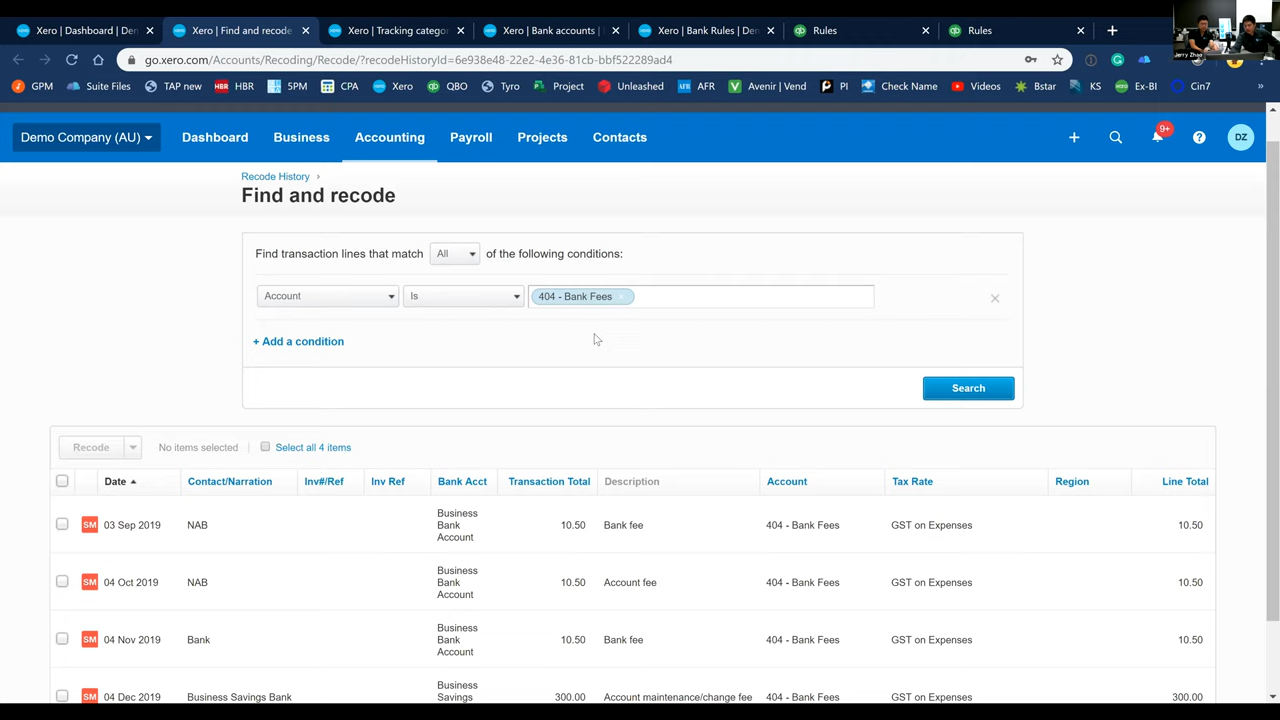 Xero | Dashboard | Den
Xero | Find and recode
Xero | Tracking catego
Xero | Bank accounts |
Xero | Bank Rules | De
Rules
Rules
go.xero.com/Accounts/Recoding/Recode/?recodeHistoryId=6e93
-22e2-4e36-81cb-bbf522289ad4
GPM
Suite Files
TAP new
HBR HBR
5PM
CPA
Xero
QBO
Tyro
Project
Unleashed
AFR AFR
V Avenir | Vend
P PI
Check Name
Videos
Bstar
KS
Ex-BI
Cin7
Jerry Zhao
Demo Company (AU)
Dashboard
Business
Accounting
Payroll
Projects
Contacts
9+
DZ
Recode History ›
Find and recode
Find transaction lines that match All of the following conditions:
Account Is 404 - Bank Fees
+ Add a condition
Search
Recode No items selected Select all 4 items
Date Contact/Narration Inv#/Ref Inv Ref Bank Acct Transaction Total Description Account Tax Rate Region Line Total
SM 03 Sep 2019 NAB Business Bank Account 10.50 Bank fee 404 - Bank Fees GST on Expenses 10.50
SM 04 Oct 2019 NAB Business Bank Account 10.50 Account fee 404 - Bank Fees GST on Expenses 10.50
SM 04 Nov 2019 Bank Business Bank Account 10.50 Bank fee 404 - Bank Fees GST on Expenses 10.50
SM 04 Dec 2019 Business Savings Bank Business Savings 300.00 Account maintenance/change fee 404 - Bank Fees GST on Expenses 300.00